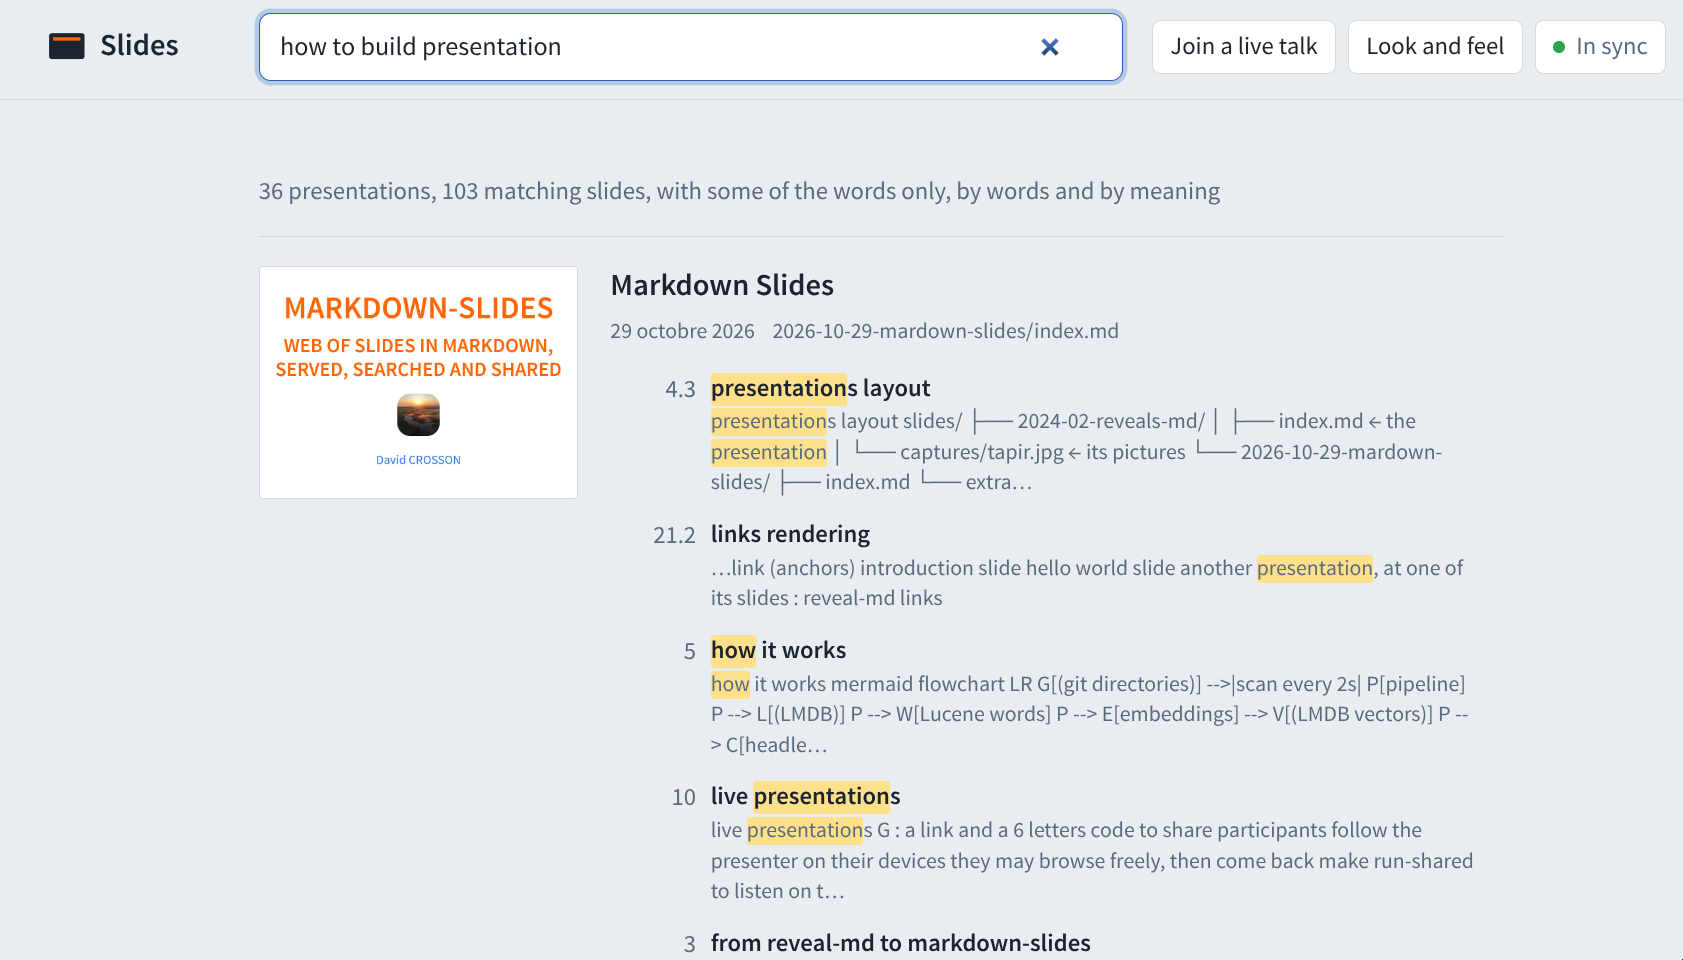 Slides
how to build presentation
Join a live talk
Look and feel
In sync
36 presentations, 103 matching slides, with some of the words only, by words and by meaning
MARKDOWN-SLIDES
WEB OF SLIDES IN MARKDOWN,
SERVED, SEARCHED AND SHARED
David CROSSON
Markdown Slides
29 octobre 2026 2026-10-29-mardown-slides/index.md
4.3 presentations layout
presentations layout slides/ ├── 2024-02-reveals-md/ │ ├── index.md ← the
presentation │ └── captures/tapir.jpg ← its pictures └── 2026-10-29-mardown-
slides/ ├── index.md └── extra…
21.2 links rendering
…link (anchors) introduction slide hello world slide another presentation, at one of
its slides : reveal-md links
5 how it works
how it works mermaid flowchart LR G[(git directories)] -->|scan every 2s| P[pipeline]
P --> L[(LMDB)] P --> W[Lucene words] P --> E[embeddings] --> V[(LMDB vectors)] P --
> C[headle…
10 live presentations
live presentations G : a link and a 6 letters code to share participants follow the
presenter on their devices they may browse freely, then come back make run-shared
to listen on t…
3 from reveal-md to markdown-slides